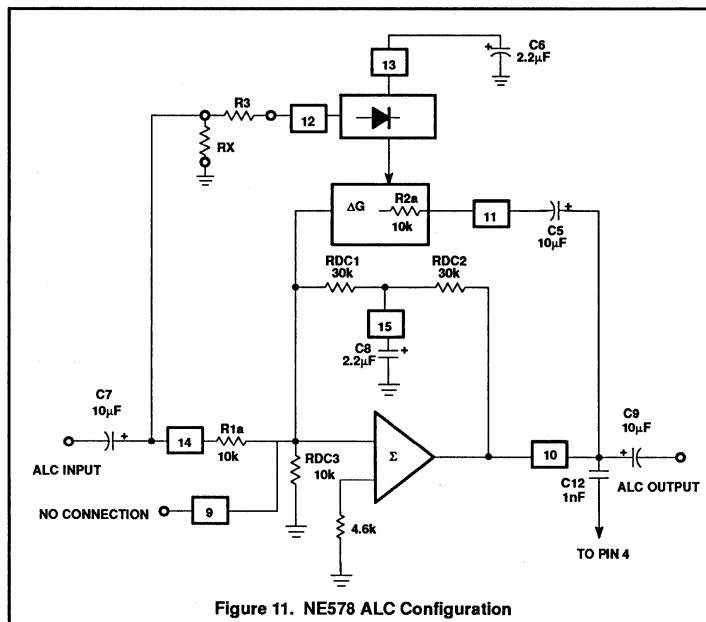 C6
2.2µF
13
R3
12
RX
ΔG
R2a
10k
11
C5
10µF
RDC1
30k
RDC2
30k
15
C8
2.2µF
C7
10µF
14
R1a
10k
ALC INPUT
RDC3
10k
Σ
10
C9
10µF
C12
1nF
ALC OUTPUT
NO CONNECTION
9
4.6k
TO PIN 4
Figure 11. NE578 ALC Configuration